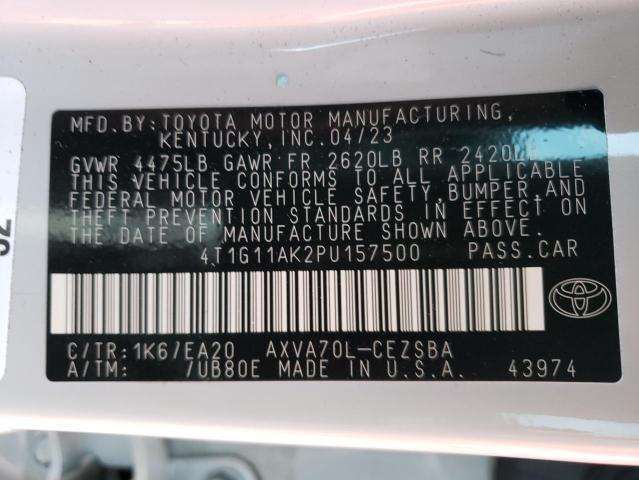 MFD. BY: TOYOTA MOTOR MANUFACTURING,
KENTUCKY, INC. 04/23
GVWR 4475LB GAWR FR 2620LB RR 2420LB
THIS VEHICLE CONFORMS TO ALL APPLICABLE
FEDERAL MOTOR VEHICLE SAFETY, BUMPER AND
THEFT PREVENTION STANDARDS IN EFFECT ON
THE DATE OF MANUFACTURE SHOWN ABOVE.
4T1G11AK2PU157500 PASS.CAR
C/TR: 1K6/EA20 AXVA70L-CEZSBA
A/TM: /UB80E MADE IN U.S.A. 43974